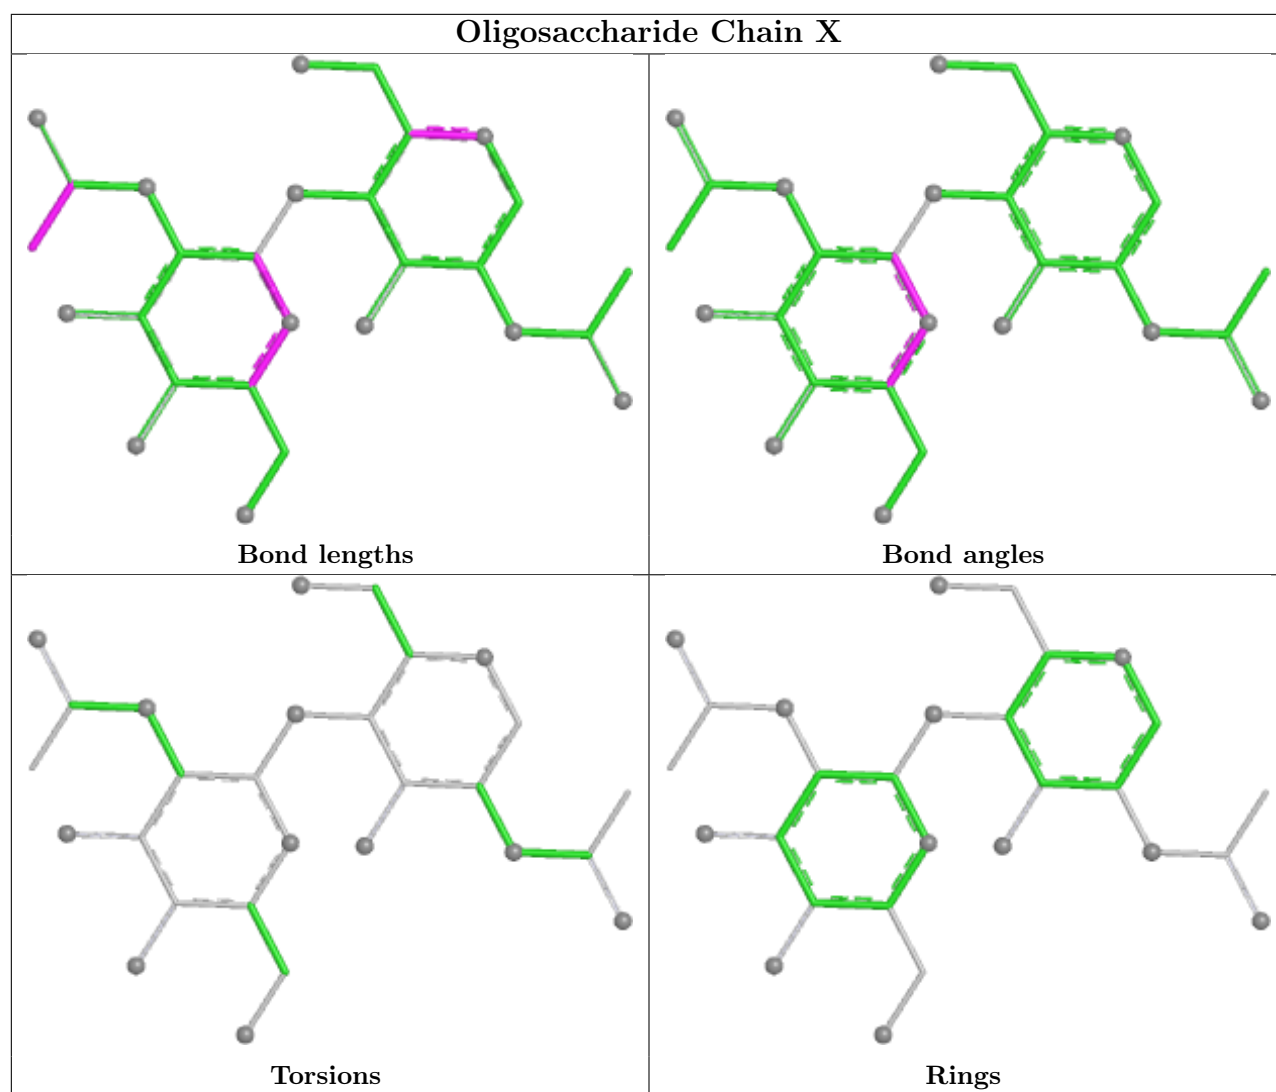 Oligosaccharide Chain X
Bond lengths
Bond angles
Torsions
Rings